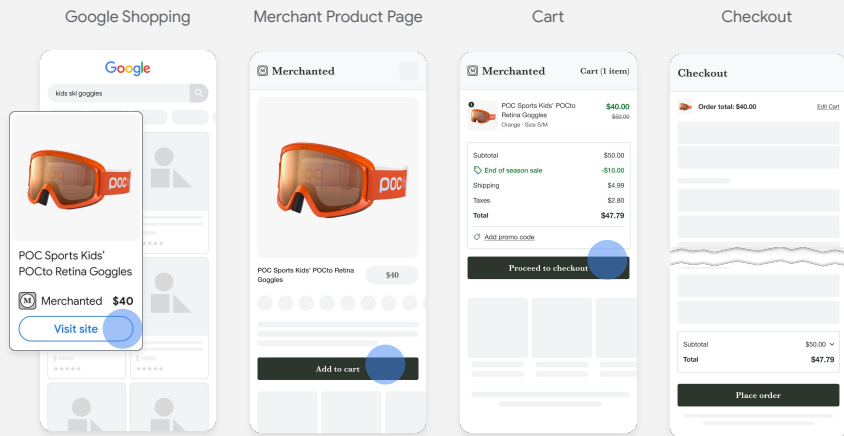 Google Shopping
Merchant Product Page
Cart
Checkout
Google
kids ski goggles
POC
POC Sports Kids'
POCto Retina Goggles
M Merchanted $40
Visit site
$
$
★★★★★
★★★★★
M Merchanted
POC
POC Sports Kids' POCto Retina
Goggles
$40
Add to cart
M Merchanted Cart (1 item)
POC Sports Kids' POCto
Retina Goggles
Orange - Size S/M
$40.00
$50.00
Subtotal $50.00
End of season sale -$10.00
Shipping $4.99
Taxes $2.80
Total $47.79
Add promo code
Proceed to checkout
Checkout
Order total: $40.00 Edit Cart
Subtotal $50.00
Total $47.79
Place order